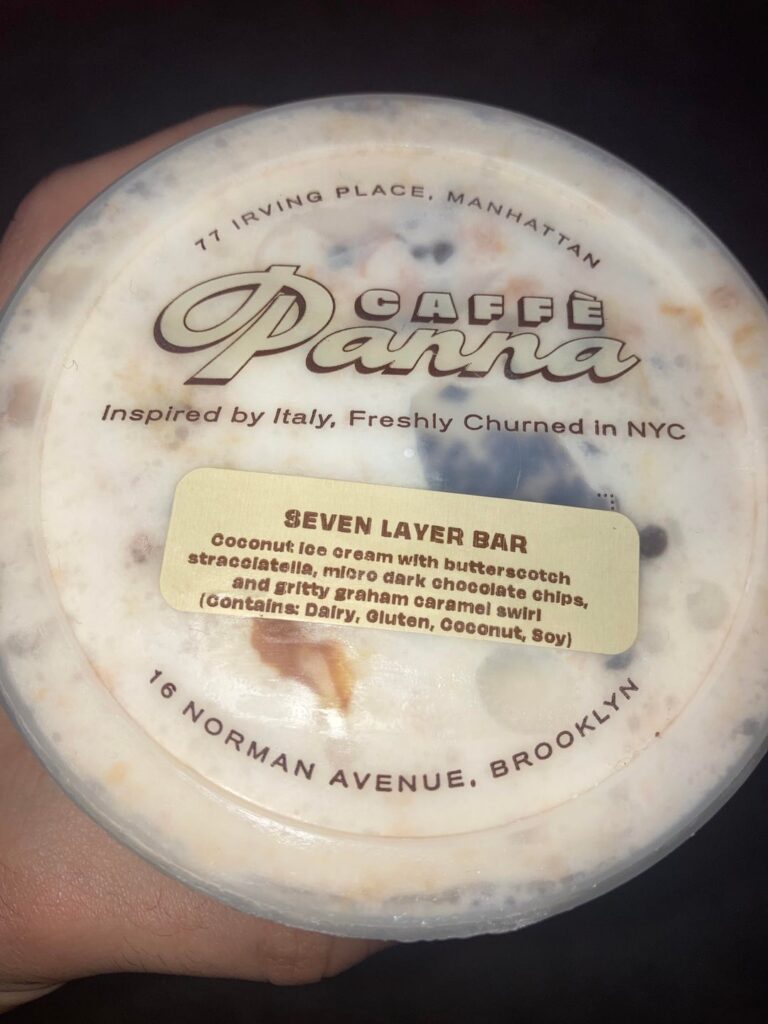 77 IRVING PLACE, MANHATTAN
CAFFÈ
Panna
Inspired by Italy, Freshly Churned in NYC
SEVEN LAYER BAR
Coconut ice cream with butterscotch
stracciatella, micro dark chocolate chips,
and gritty graham caramel swirl
(Contains: Dairy, Gluten, Coconut, Soy)
16 NORMAN AVENUE, BROOKLYN